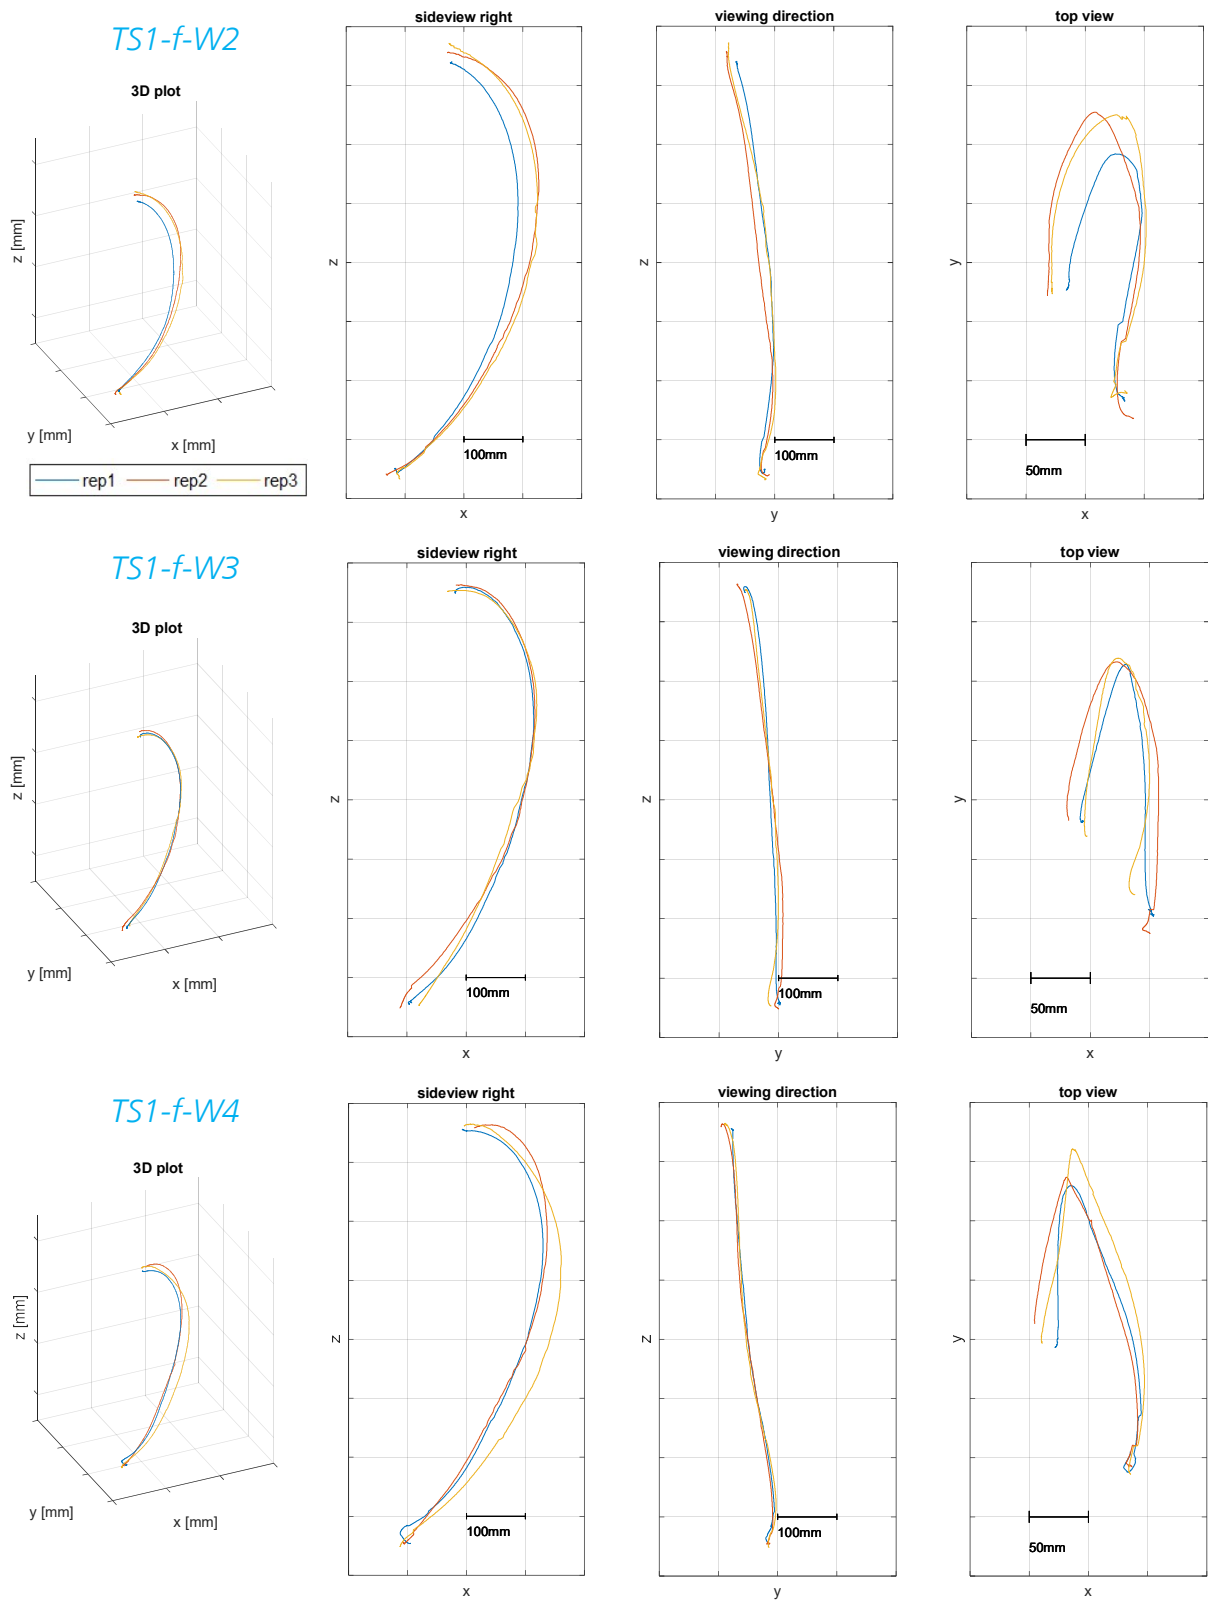 TS1-f-W2
3D plot
z [mm]
y [mm]
x [mm]
rep1 rep2 rep3
sideview right
z
100mm
x
viewing direction
z
100mm
y
top view
y
50mm
x
TS1-f-W3
3D plot
z [mm]
y [mm]
x [mm]
sideview right
z
100mm
x
viewing direction
z
100mm
y
top view
y
50mm
x
TS1-f-W4
3D plot
z [mm]
y [mm]
x [mm]
sideview right
z
100mm
x
viewing direction
z
100mm
y
top view
y
50mm
x